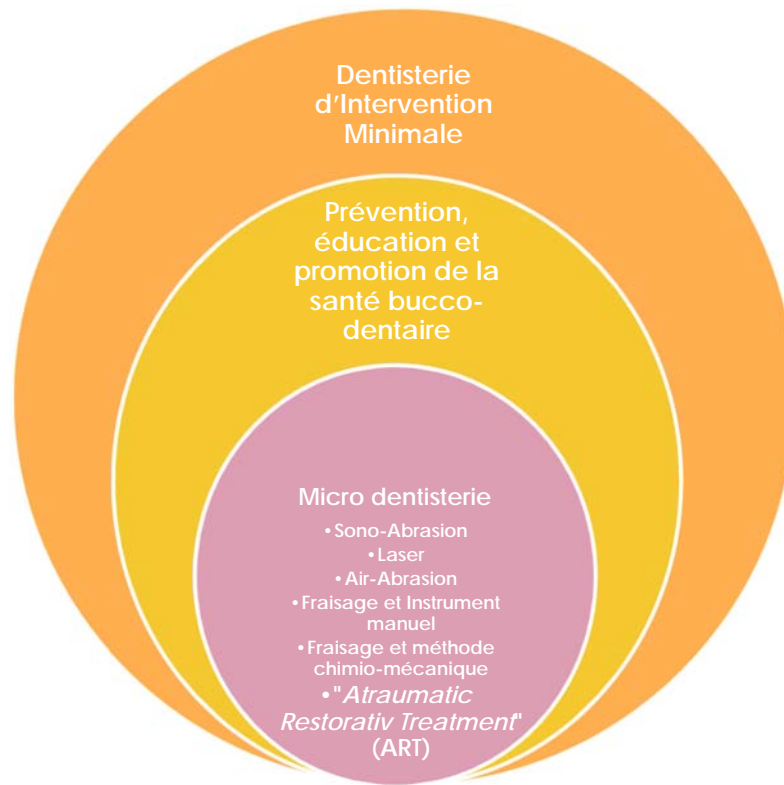 Dentisterie
d'Intervention
Minimale
Prévention,
éducation et
promotion de la
santé bucco-
dentaire
Micro dentisterie
•Sono-Abrasion
•Laser
•Air-Abrasion
•Fraisage et Instrument
manuel
•Fraisage et méthode
chimio-mécanique
•"Atraumatic
Restorativ Treatment"
(ART)